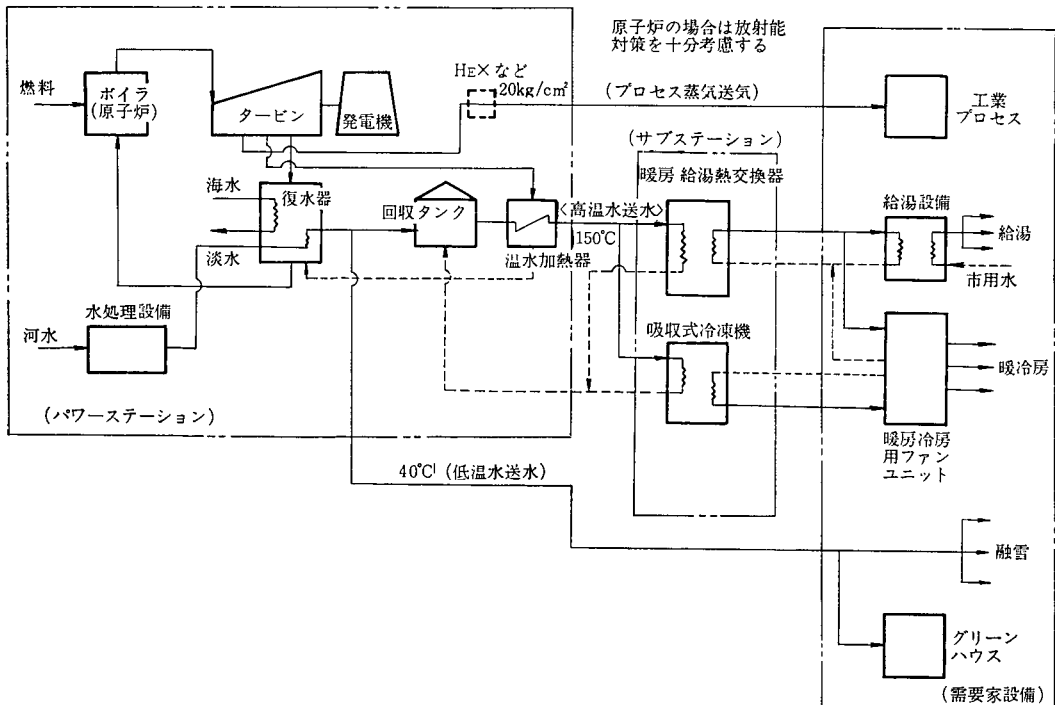 原子炉の場合は放射能
対策を十分考慮する
燃料
ボイラ
(原子炉)
タービン
発電機
HEXなど
20kg/cm²
(プロセス蒸気送気)
工業
プロセス
(サブステーション)
暖房 給湯熱交換器
海水
復水器
淡水
回収タンク
温水加熱器
<高温水送水>
150℃
給湯設備
給湯
市用水
水処理設備
河水
吸収式冷凍機
暖冷房
暖房冷房
用ファン
ユニット
(パワーステーション)
40℃ (低温水送水)
融雪
グリーン
ハウス
(需要家設備)